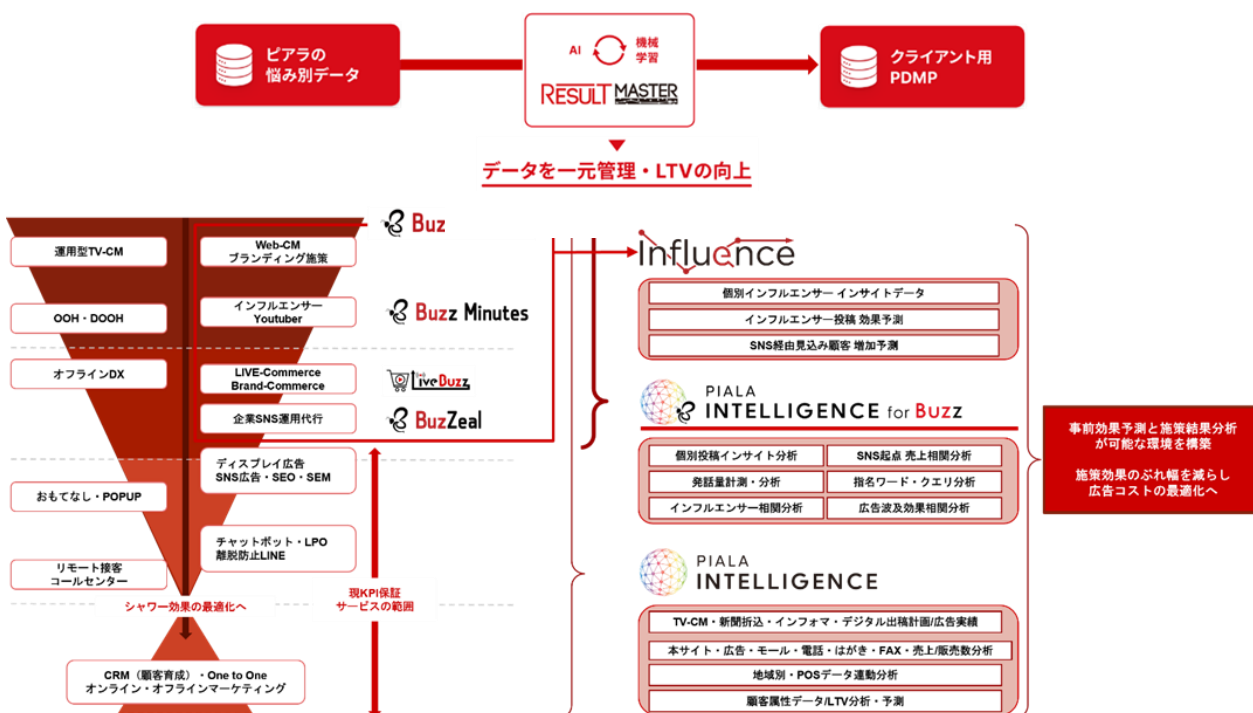 ピアラの
悩み別データ
AI
機械
学習
RESULT MASTER
クライアント用
PDMP
データを一元管理・LTVの向上
運用型TV-CM
Web-CM
ブランディング施策
Buz
OOH・DOOH
インフルエンサー
Youtuber
Buzz Minutes
オフラインDX
LIVE-Commerce
Brand-Commerce
LiveBuzz
企業SNS運用代行
BuzZeal
ディスプレイ広告
SNS広告・SEO・SEM
おもてなし・POPUP
チャットボット・LPO
離脱防止LINE
リモート接客
コールセンター
シャワー効果の最適化へ
現KPI保証
サービスの範囲
CRM（顧客育成）・One to One
オンライン・オフラインマーケティング
Influence
個別インフルエンサー インサイトデータ
インフルエンサー投稿 効果予測
SNS経由見込み顧客 増加予測
PIALA
INTELLIGENCE for Buzz
個別投稿インサイト分析
SNS起点 売上相関分析
発話量計測・分析
指名ワード・クエリ分析
インフルエンサー相関分析
広告波及効果相関分析
PIALA
INTELLIGENCE
TV-CM・新聞折込・インフォマ・デジタル出稿計画/広告実績
本サイト・広告・モール・電話・はがき・FAX・売上/販売数分析
地域別・POSデータ連動分析
顧客属性データ/LTV分析・予測
事前効果予測と施策結果分析
が可能な環境を構築
施策効果のぶれ幅を減らし
広告コストの最適化へ